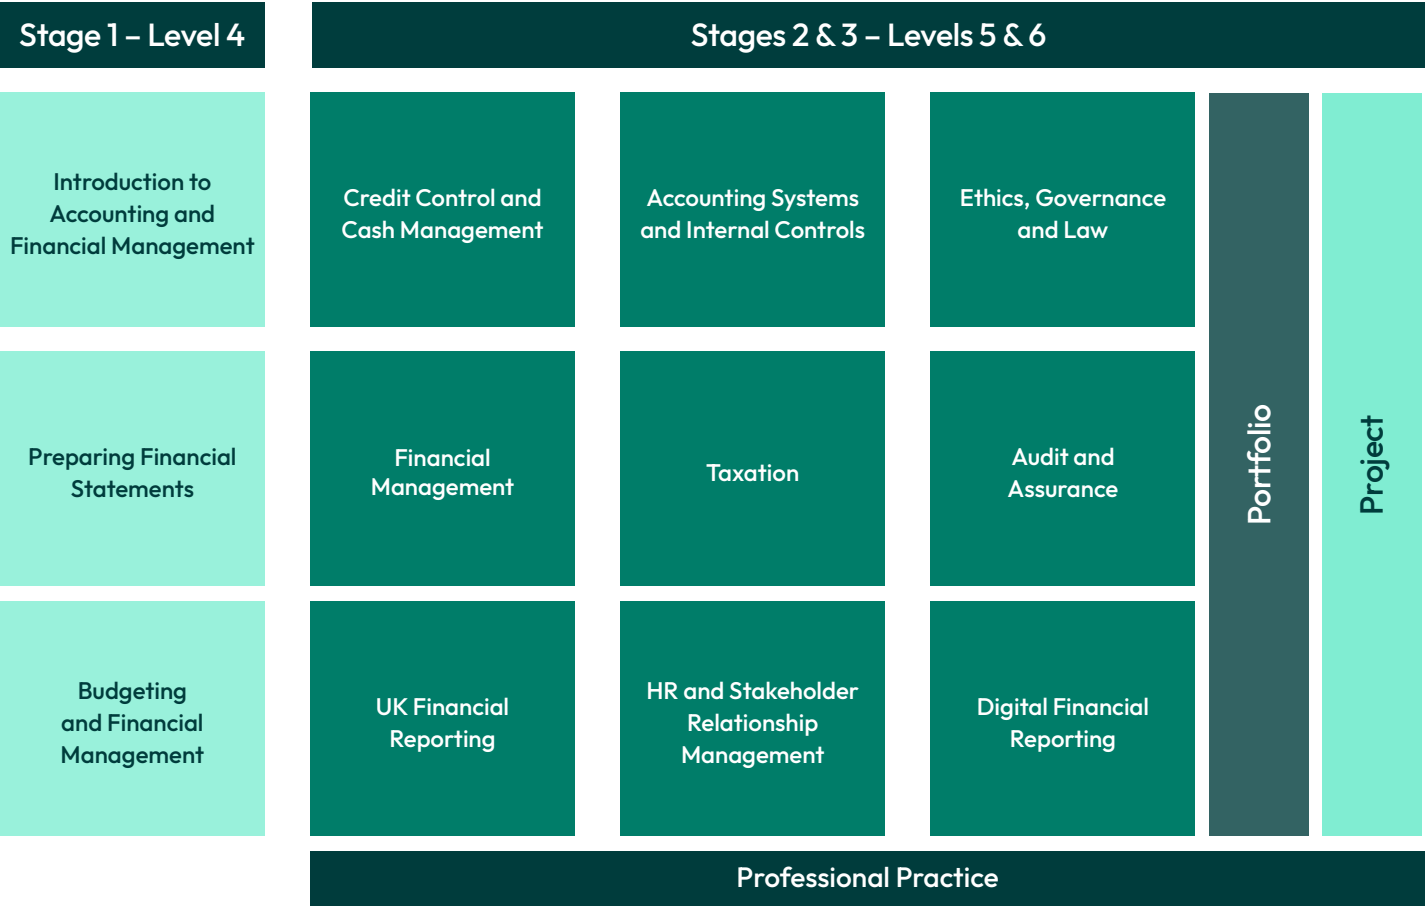 Stage 1 – Level 4
Stages 2 & 3 – Levels 5 & 6
Introduction to
Accounting and
Financial Management
Credit Control and
Cash Management
Accounting Systems
and Internal Controls
Ethics, Governance
and Law
Preparing Financial
Statements
Financial
Management
Taxation
Audit and
Assurance
Budgeting
and Financial
Management
UK Financial
Reporting
HR and Stakeholder
Relationship
Management
Digital Financial
Reporting
Portfolio
Project
Professional Practice